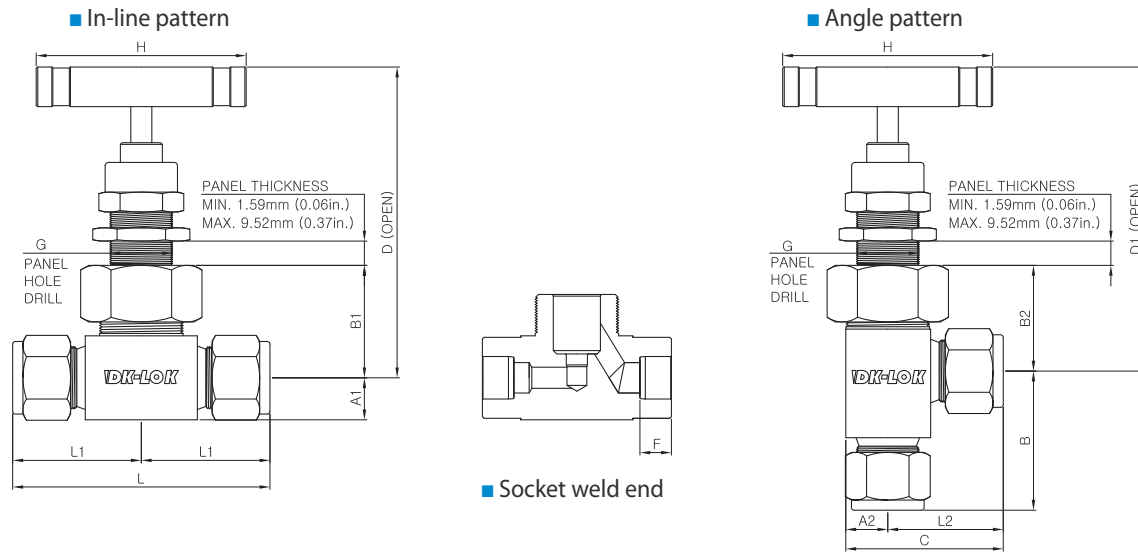 In-line pattern
H
PANEL THICKNESS
MIN. 1.59mm (0.06in.)
MAX. 9.52mm (0.37in.)
G
PANEL
HOLE
DRILL
D (OPEN)
B1
A1
DK-LOK
L1
L1
L
F
Socket weld end
Angle pattern
H
PANEL THICKNESS
MIN. 1.59mm (0.06in.)
MAX. 9.52mm (0.37in.)
G
PANEL
HOLE
DRILL
D1 (OPEN)
B2
DK-LOK
B
A2
L2
C